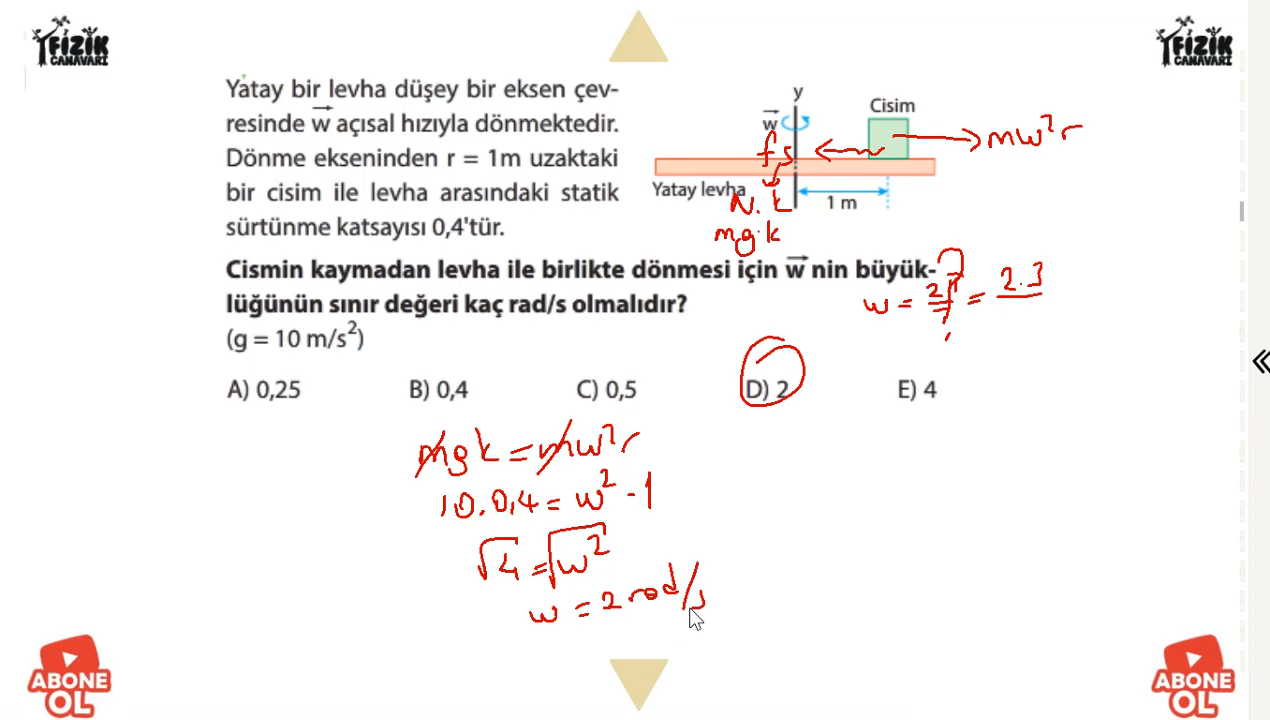 FİZİK
CANAVARI
FİZİK
CANAVARI
Yatay bir levha düşey bir eksen çev-
resinde w açısal hızıyla dönmektedir.
Dönme ekseninden r = 1m uzaktaki
bir cisim ile levha arasındaki statik
sürtünme katsayısı 0,4'tür.
y
w
Cisim
mw²r
fs
Yatay levha
1 m
N.k
mg.k
Cismin kaymadan levha ile birlikte dönmesi için w nin büyük-
lüğünün sınır değeri kaç rad/s olmalıdır?
(g = 10 m/s²)
w = 2π = 2.3
A) 0,25
B) 0,4
C) 0,5
D) 2
E) 4
mgk = mw²r
10.0,4 = w² - 1
√4 = √w²
w = 2 rad/s
ABONE
OL
ABONE
OL